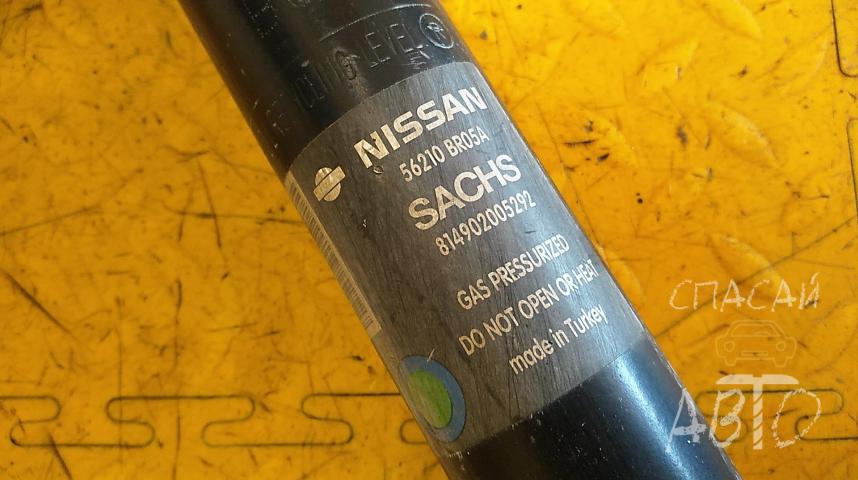 NISSAN
56210 BR05A
SACHS
814902005292
GAS PRESSURIZED
DO NOT OPEN OR HEAT
made in Turkey
СПАСАЙ
АВТО